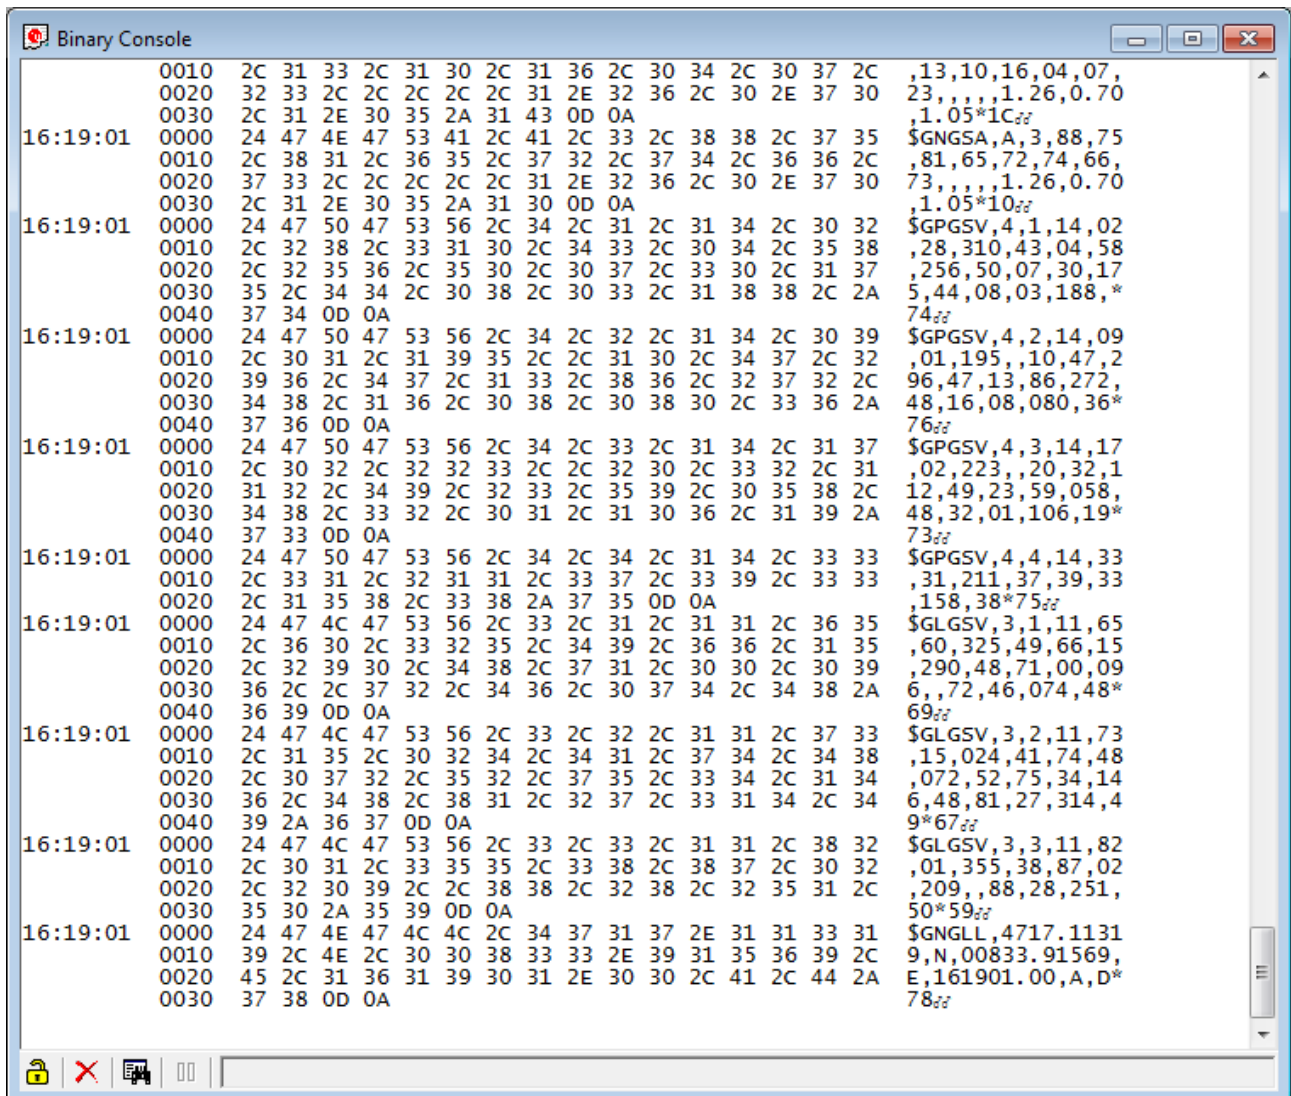 Binary Console
0010 2C 31 33 2C 31 30 2C 31 36 2C 30 34 2C 30 37 2C ,13,10,16,04,07,
0020 32 33 2C 2C 2C 2C 2C 31 2E 32 36 2C 30 2E 37 30 23,,,,,1.26,0.70
0030 2C 31 2E 30 35 2A 31 43 0D 0A ,1.05*1C
16:19:01 0000 24 47 4E 47 53 41 2C 41 2C 33 2C 38 38 2C 37 35 $GNGSA,A,3,88,75
0010 2C 38 31 2C 36 35 2C 37 32 2C 37 34 2C 36 36 2C ,81,65,72,74,66,
0020 37 33 2C 2C 2C 2C 2C 31 2E 32 36 2C 30 2E 37 30 73,,,,,1.26,0.70
0030 2C 31 2E 30 35 2A 31 30 0D 0A ,1.05*10
16:19:01 0000 24 47 50 47 53 56 2C 34 2C 31 2C 31 34 2C 30 32 $GPGSV,4,1,14,02
0010 2C 32 38 2C 33 31 30 2C 34 33 2C 30 34 2C 35 38 ,28,310,43,04,58
0020 2C 32 35 36 2C 35 30 2C 30 37 2C 33 30 2C 31 37 ,256,50,07,30,17
0030 35 2C 34 34 2C 30 38 2C 30 33 2C 31 38 38 2C 2A 5,44,08,03,188,*
0040 37 34 0D 0A 74
16:19:01 0000 24 47 50 47 53 56 2C 34 2C 32 2C 31 34 2C 30 39 $GPGSV,4,2,14,09
0010 2C 30 31 2C 31 39 35 2C 2C 31 30 2C 34 37 2C 32 ,01,195,,10,47,2
0020 39 36 2C 34 37 2C 31 33 2C 38 36 2C 32 37 32 2C 96,47,13,86,272,
0030 34 38 2C 31 36 2C 30 38 2C 30 38 30 2C 33 36 2A 48,16,08,080,36*
0040 37 36 0D 0A 76
16:19:01 0000 24 47 50 47 53 56 2C 34 2C 33 2C 31 34 2C 31 37 $GPGSV,4,3,14,17
0010 2C 30 32 2C 32 32 33 2C 2C 32 30 2C 33 32 2C 31 ,02,223,,20,32,1
0020 31 32 2C 34 39 2C 32 33 2C 35 39 2C 30 35 38 2C 12,49,23,59,058,
0030 34 38 2C 33 32 2C 30 31 2C 31 30 36 2C 31 39 2A 48,32,01,106,19*
0040 37 33 0D 0A 73
16:19:01 0000 24 47 50 47 53 56 2C 34 2C 34 2C 31 34 2C 33 33 $GPGSV,4,4,14,33
0010 2C 33 31 2C 32 31 31 2C 33 37 2C 33 39 2C 33 33 ,31,211,37,39,33
0020 2C 31 35 38 2C 33 38 2A 37 35 0D 0A ,158,38*75
16:19:01 0000 24 47 4C 47 53 56 2C 33 2C 31 2C 31 31 2C 36 35 $GLGSV,3,1,11,65
0010 2C 36 30 2C 33 32 35 2C 34 39 2C 36 36 2C 31 35 ,60,325,49,66,15
0020 2C 32 39 30 2C 34 38 2C 37 31 2C 30 30 2C 30 39 ,290,48,71,00,09
0030 36 2C 2C 37 32 2C 34 36 2C 30 37 34 2C 34 38 2A 6,,72,46,074,48*
0040 36 39 0D 0A 69
16:19:01 0000 24 47 4C 47 53 56 2C 33 2C 32 2C 31 31 2C 37 33 $GLGSV,3,2,11,73
0010 2C 31 35 2C 30 32 34 2C 34 31 2C 37 34 2C 34 38 ,15,024,41,74,48
0020 2C 30 37 32 2C 35 32 2C 37 35 2C 33 34 2C 31 34 ,072,52,75,34,14
0030 36 2C 34 38 2C 38 31 2C 32 37 2C 33 31 34 2C 34 6,48,81,27,314,4
0040 39 2A 36 37 0D 0A 9*67
16:19:01 0000 24 47 4C 47 53 56 2C 33 2C 33 2C 31 31 2C 38 32 $GLGSV,3,3,11,82
0010 2C 30 31 2C 33 35 35 2C 33 38 2C 38 37 2C 30 32 ,01,355,38,87,02
0020 2C 32 30 39 2C 2C 38 38 2C 32 38 2C 32 35 31 2C ,209,,88,28,251,
0030 35 30 2A 35 39 0D 0A 50*59
16:19:01 0000 24 47 4E 47 4C 4C 2C 34 37 31 37 2E 31 31 33 31 $GNGLL,4717.1131
0010 39 2C 4E 2C 30 30 38 33 33 2E 39 31 35 36 39 2C 9,N,00833.91569,
0020 45 2C 31 36 31 39 30 31 2E 30 30 2C 41 2C 44 2A E,161901.00,A,D*
0030 37 38 0D 0A 78